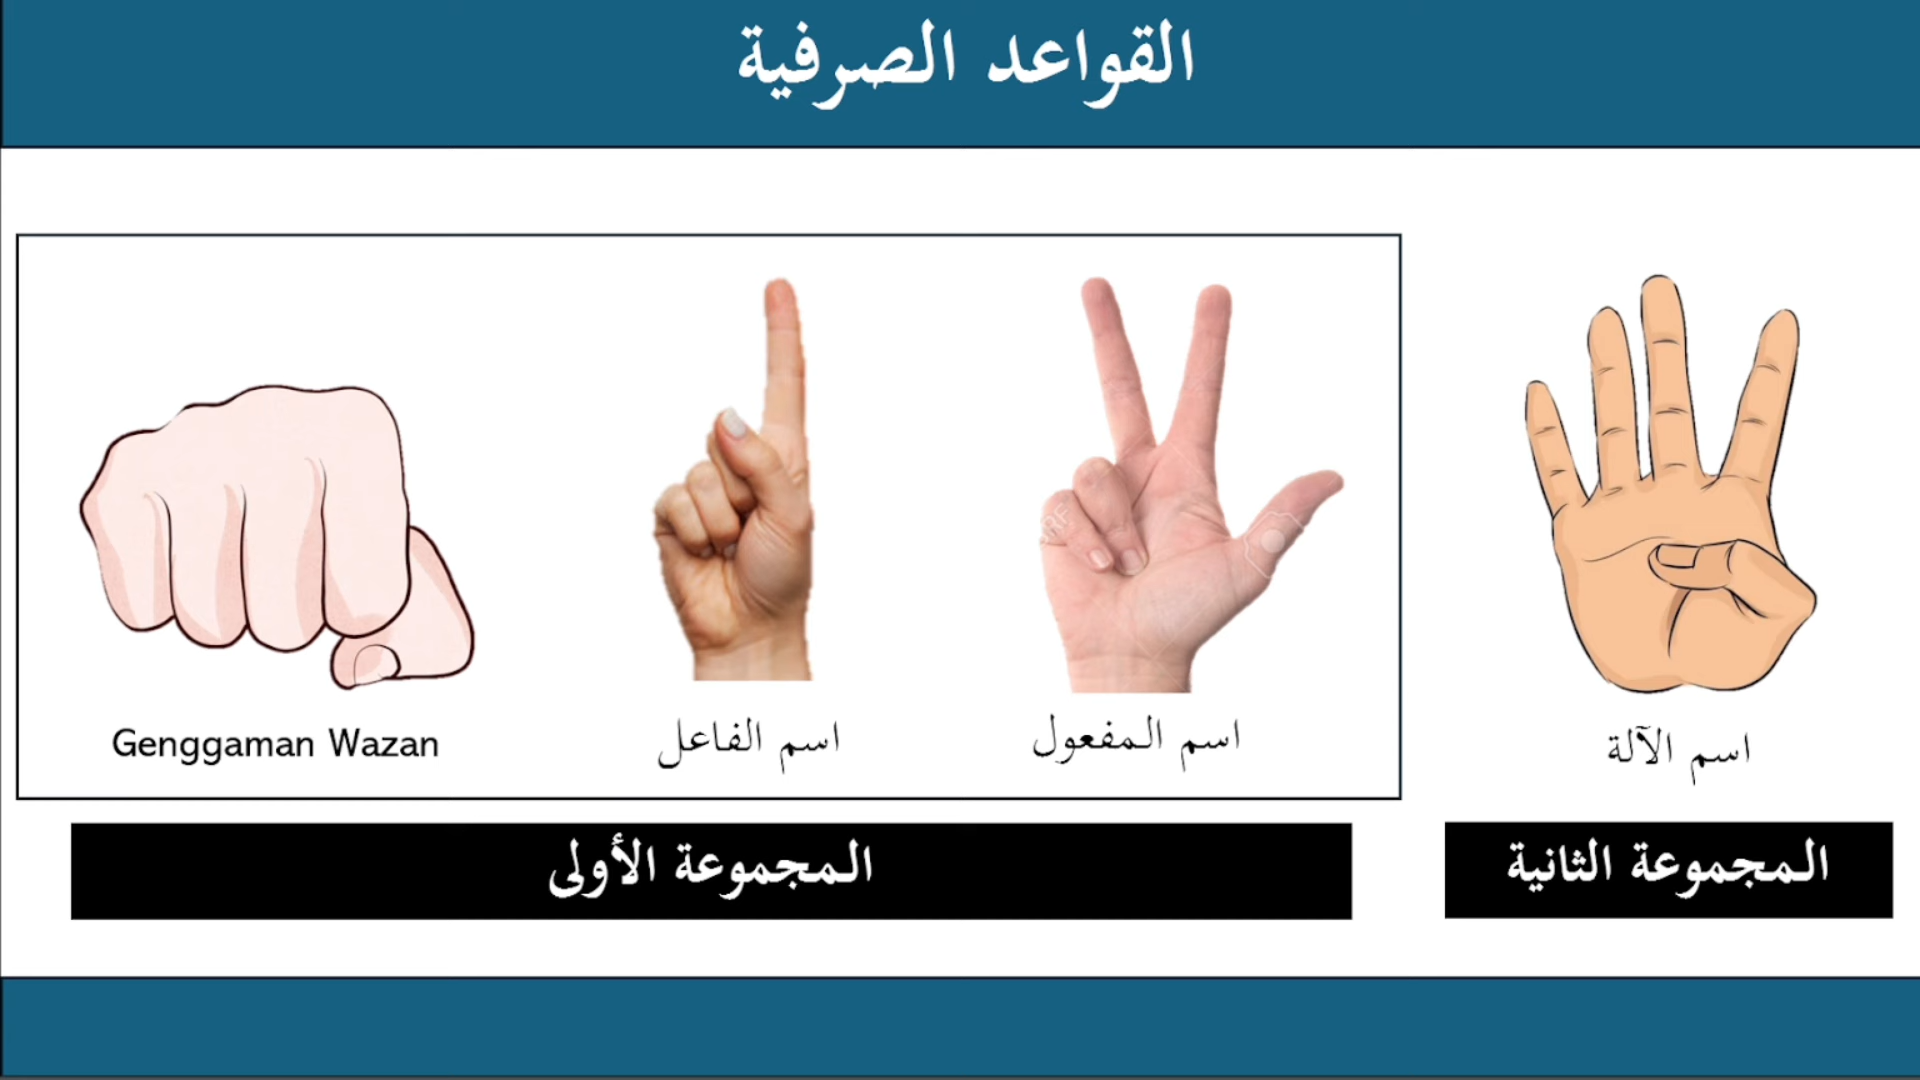 القواعد الصرفية
Genggaman Wazan
اسم الفاعل
اسم المفعول
اسم الآلة
المجموعة الأولى
المجموعة الثانية